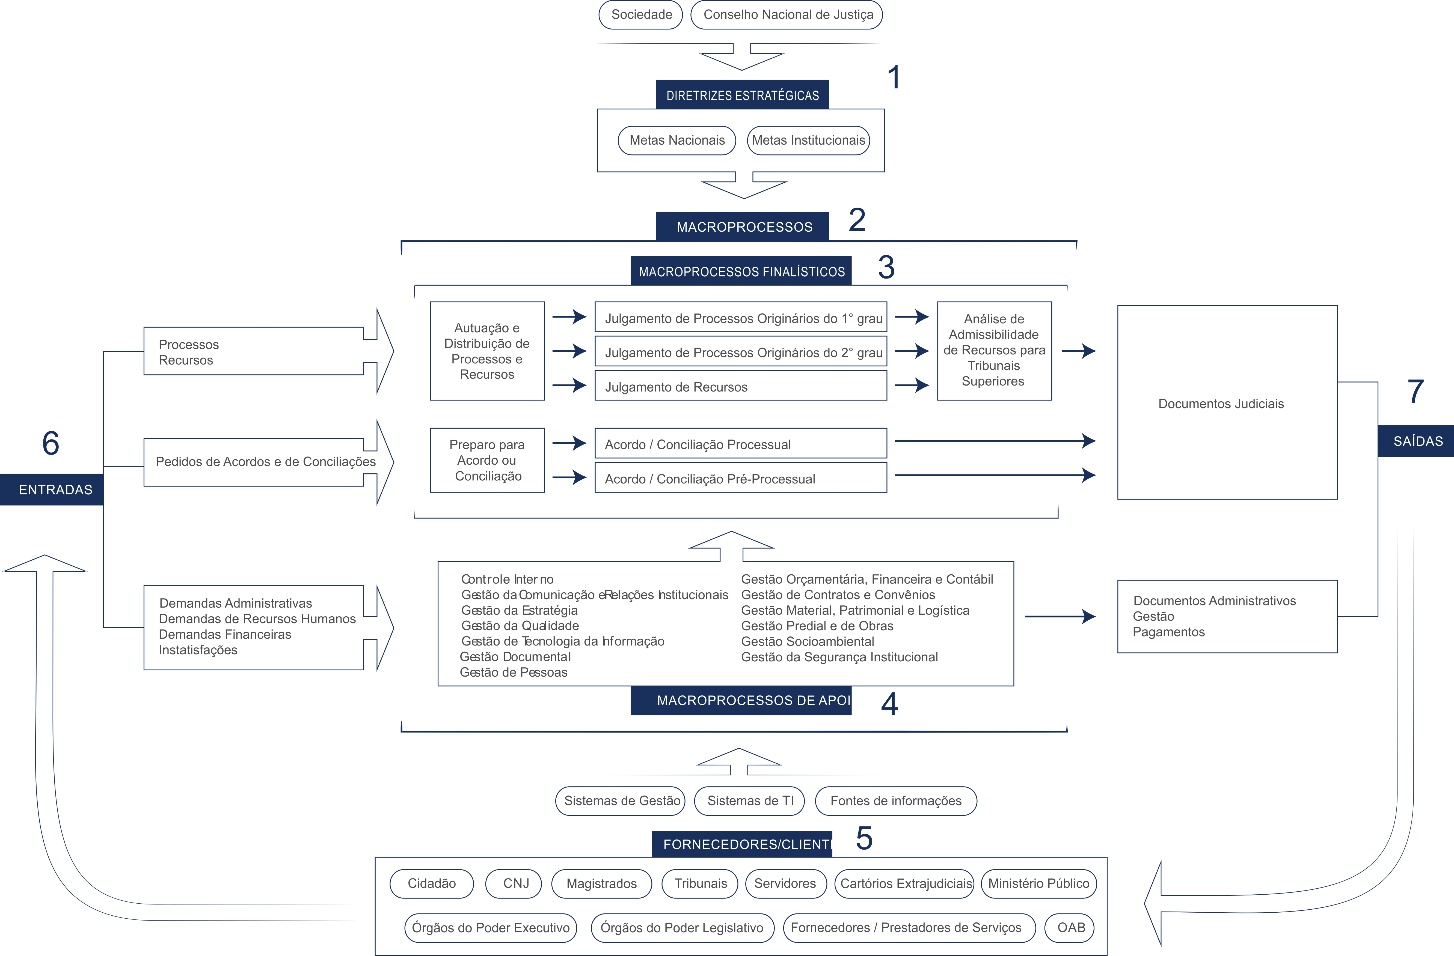 Sociedade
Conselho Nacional de Justiça
1
DIRETRIZES ESTRATÉGICAS
Metas Nacionais
Metas Institucionais
MACROPROCESSOS
2
MACROPROCESSOS FINALÍSTICOS
3
Processos
Recursos
Autuação e
Distribuição de
Processos e
Recursos
Julgamento de Processos Originários do 1° grau
Julgamento de Processos Originários do 2° grau
Julgamento de Recursos
Análise de
Admissibilidade
de Recursos para
Tribunais
Superiores
Documentos Judiciais
7
SAÍDAS
6
ENTRADAS
Pedidos de Acordos e de Conciliações
Preparo para
Acordo ou
Conciliação
Acordo / Conciliação Processual
Acordo / Conciliação Pré-Processual
Demandas Administrativas
Demandas de Recursos Humanos
Demandas Financeiras
Instatisfações
Controle Interno
Gestão da Comunicação e Relações Institucionais
Gestão da Estratégia
Gestão da Qualidade
Gestão de Tecnologia da Informação
Gestão Documental
Gestão de Pessoas
Gestão Orçamentária, Financeira e Contábil
Gestão de Contratos e Convênios
Gestão Material, Patrimonial e Logística
Gestão Predial e de Obras
Gestão Socioambiental
Gestão da Segurança Institucional
Documentos Administrativos
Gestão
Pagamentos
MACROPROCESSOS DE APOI
4
Sistemas de Gestão
Sistemas de TI
Fontes de informações
FORNECEDORES/CLIENT
5
Cidadão
CNJ
Magistrados
Tribunais
Servidores
Cartórios Extrajudiciais
Ministério Público
Órgãos do Poder Executivo
Órgãos do Poder Legislativo
Fornecedores / Prestadores de Serviços
OAB